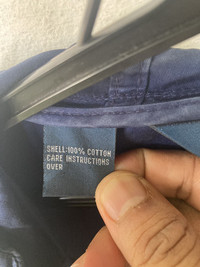 SHELL:100% COTTON
CARE INSTRUCTIONS
OVER